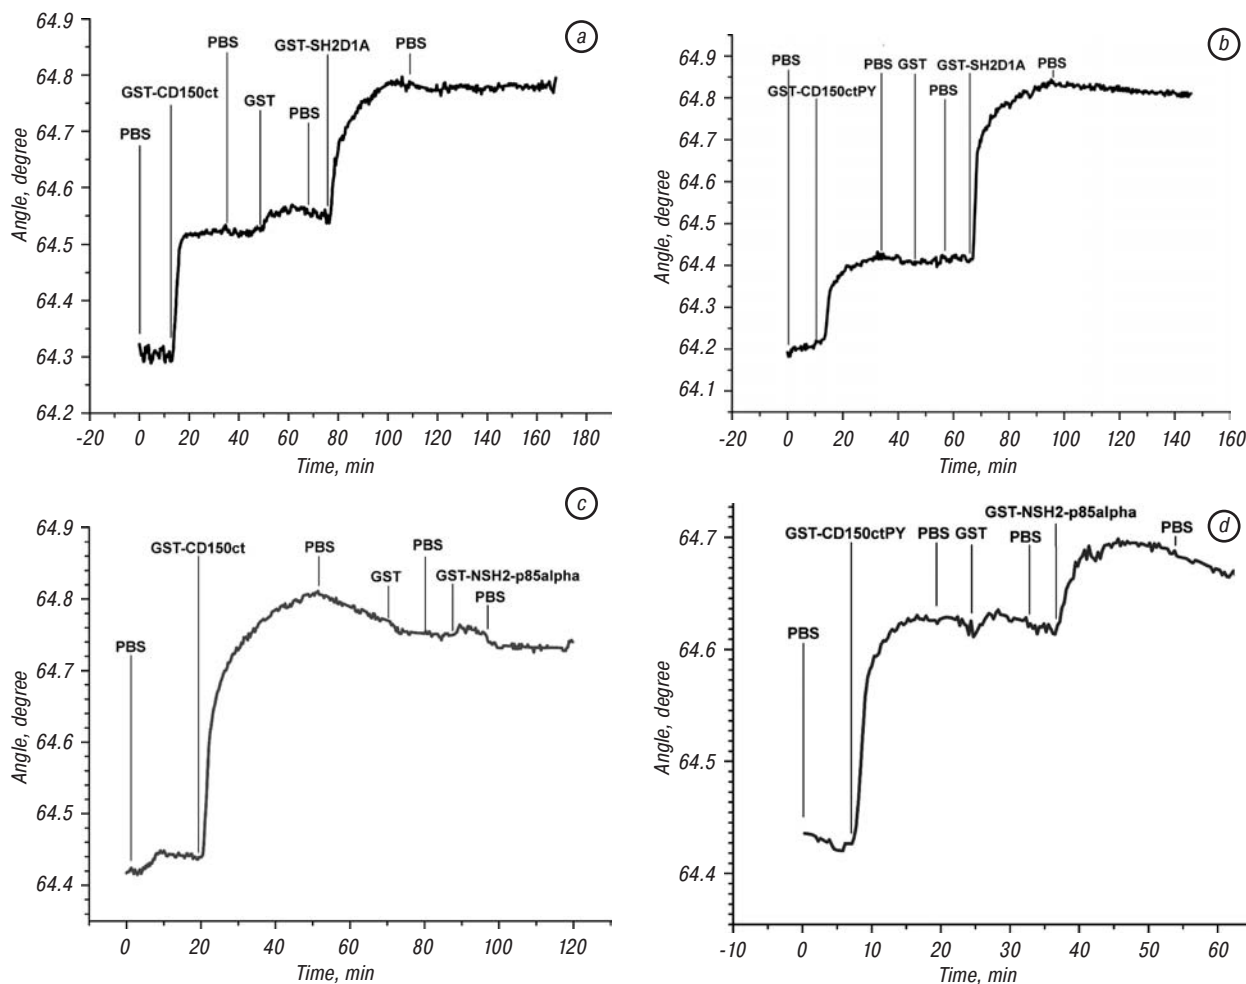 a
64.9
64.8
64.7
64.6
64.5
64.4
64.3
64.2
Angle, degree
PBS
GST-CD150ct
PBS
GST
PBS
GST-SH2D1A
PBS
-20 0 20 40 60 80 100 120 140 160 180
Time, min
b
64.9
64.8
64.7
64.6
64.5
64.4
64.3
64.2
64.1
Angle, degree
PBS
GST-CD150ctPY
PBS GST
PBS
GST-SH2D1A
PBS
-20 0 20 40 60 80 100 120 140 160
Time, min
c
64.9
64.8
64.7
64.6
64.5
64.4
Angle, degree
PBS
GST-CD150ct
PBS
GST
PBS
GST-NSH2-p85alpha
PBS
0 20 40 60 80 100 120
Time, min
d
64.7
64.6
64.5
64.4
Angle, degree
PBS
GST-CD150ctPY
PBS GST
PBS
GST-NSH2-p85alpha
PBS
-10 0 10 20 30 40 50 60
Time, min